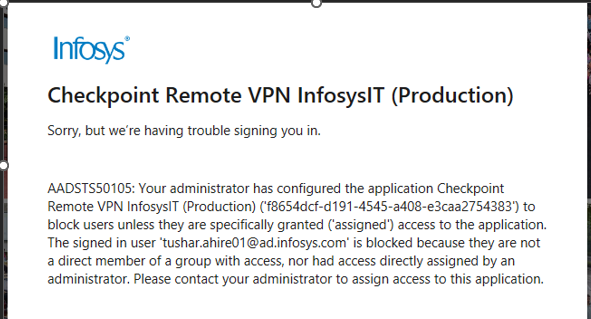 Infosys®
Checkpoint Remote VPN InfosysIT (Production)
Sorry, but we’re having trouble signing you in.
AADSTS50105: Your administrator has configured the application Checkpoint
Remote VPN InfosysIT (Production) ('f8654dcf-d191-4545-a408-e3caa2754383') to
block users unless they are specifically granted ('assigned') access to the application.
The signed in user 'tushar.ahire01@ad.infosys.com' is blocked because they are not
a direct member of a group with access, nor had access directly assigned by an
administrator. Please contact your administrator to assign access to this application.